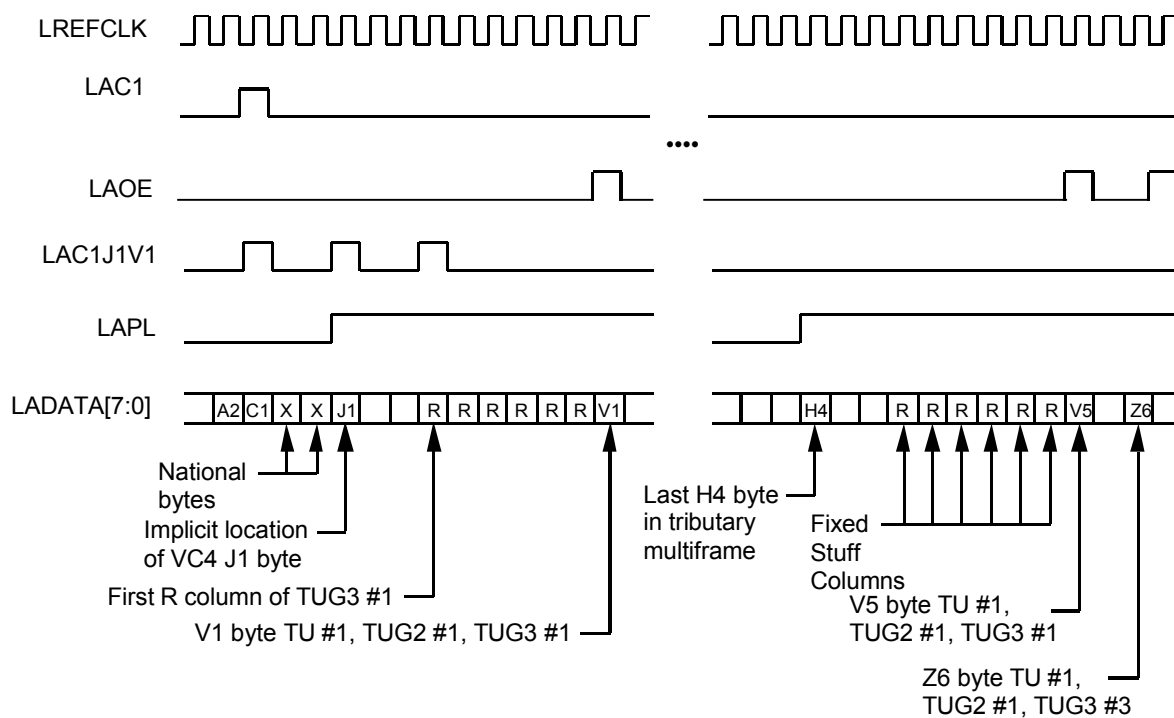 LREFCLK
LAC1
....
LAOE
LAC1J1V1
LAPL
LADATA[7:0]
A2 C1 X X J1 R R R R R R V1
H4 R R R R R R V5 Z6
National
bytes
Implicit location
of VC4 J1 byte
First R column of TUG3 #1
V1 byte TU #1, TUG2 #1, TUG3 #1
Last H4 byte
in tributary
multiframe
Fixed
Stuff
Columns
V5 byte TU #1,
TUG2 #1, TUG3 #1
Z6 byte TU #1,
TUG2 #1, TUG3 #3